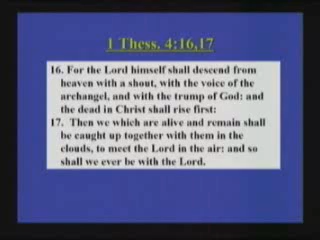 1 Thess. 4:16,17
16. For the Lord himself shall descend from
heaven with a shout, with the voice of the
archangel, and with the trump of God: and
the dead in Christ shall rise first:
17. Then we which are alive and remain shall
be caught up together with them in the
clouds, to meet the Lord in the air: and so
shall we ever be with the Lord.